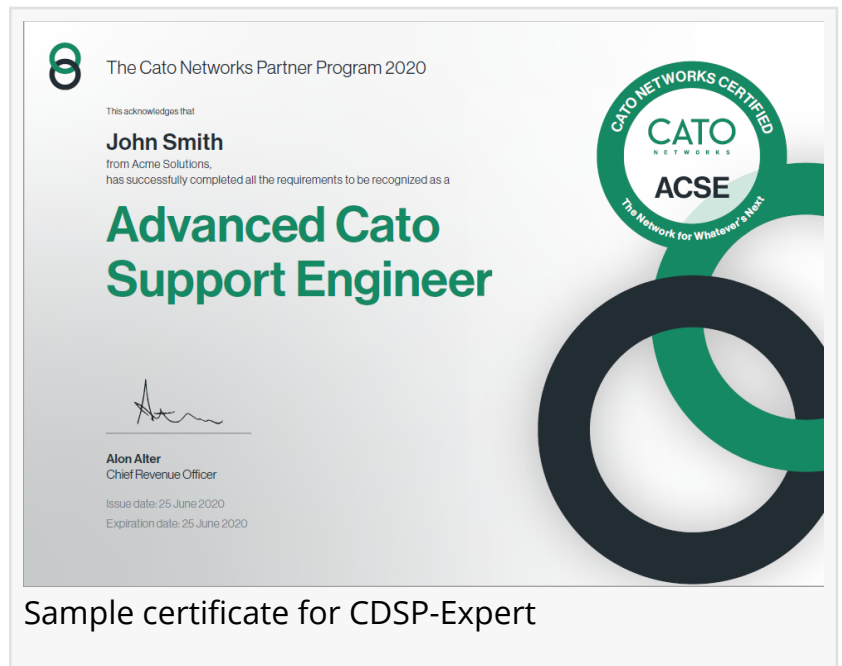 The Cato Networks Partner Program 2020
This acknowledges that
John Smith
from Acme Solutions,
has successfully completed all the requirements to be recognized as a
Advanced Cato
Support Engineer
CATO NETWORKS CERTIFIED
CATO
NETWORKS
ACSE
The Network for Whatever's Next
Alon Alter
Chief Revenue Officer
Issue date: 25 June 2020
Expiration date: 25 June 2020
Sample certificate for CDSP-Expert